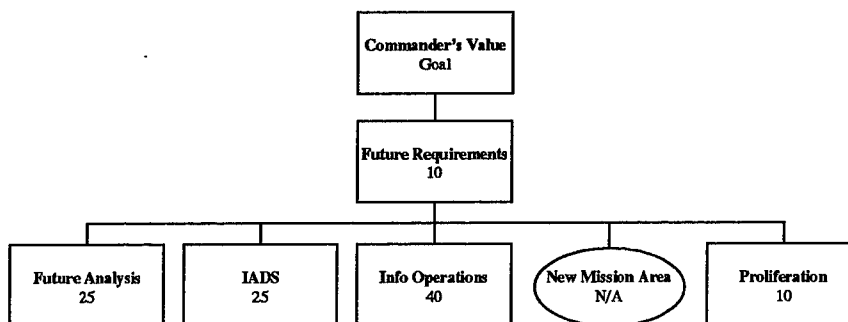 Commander's Value
Goal
Future Requirements
10
Future Analysis
25
IADS
25
Info Operations
40
New Mission Area
N/A
Proliferation
10